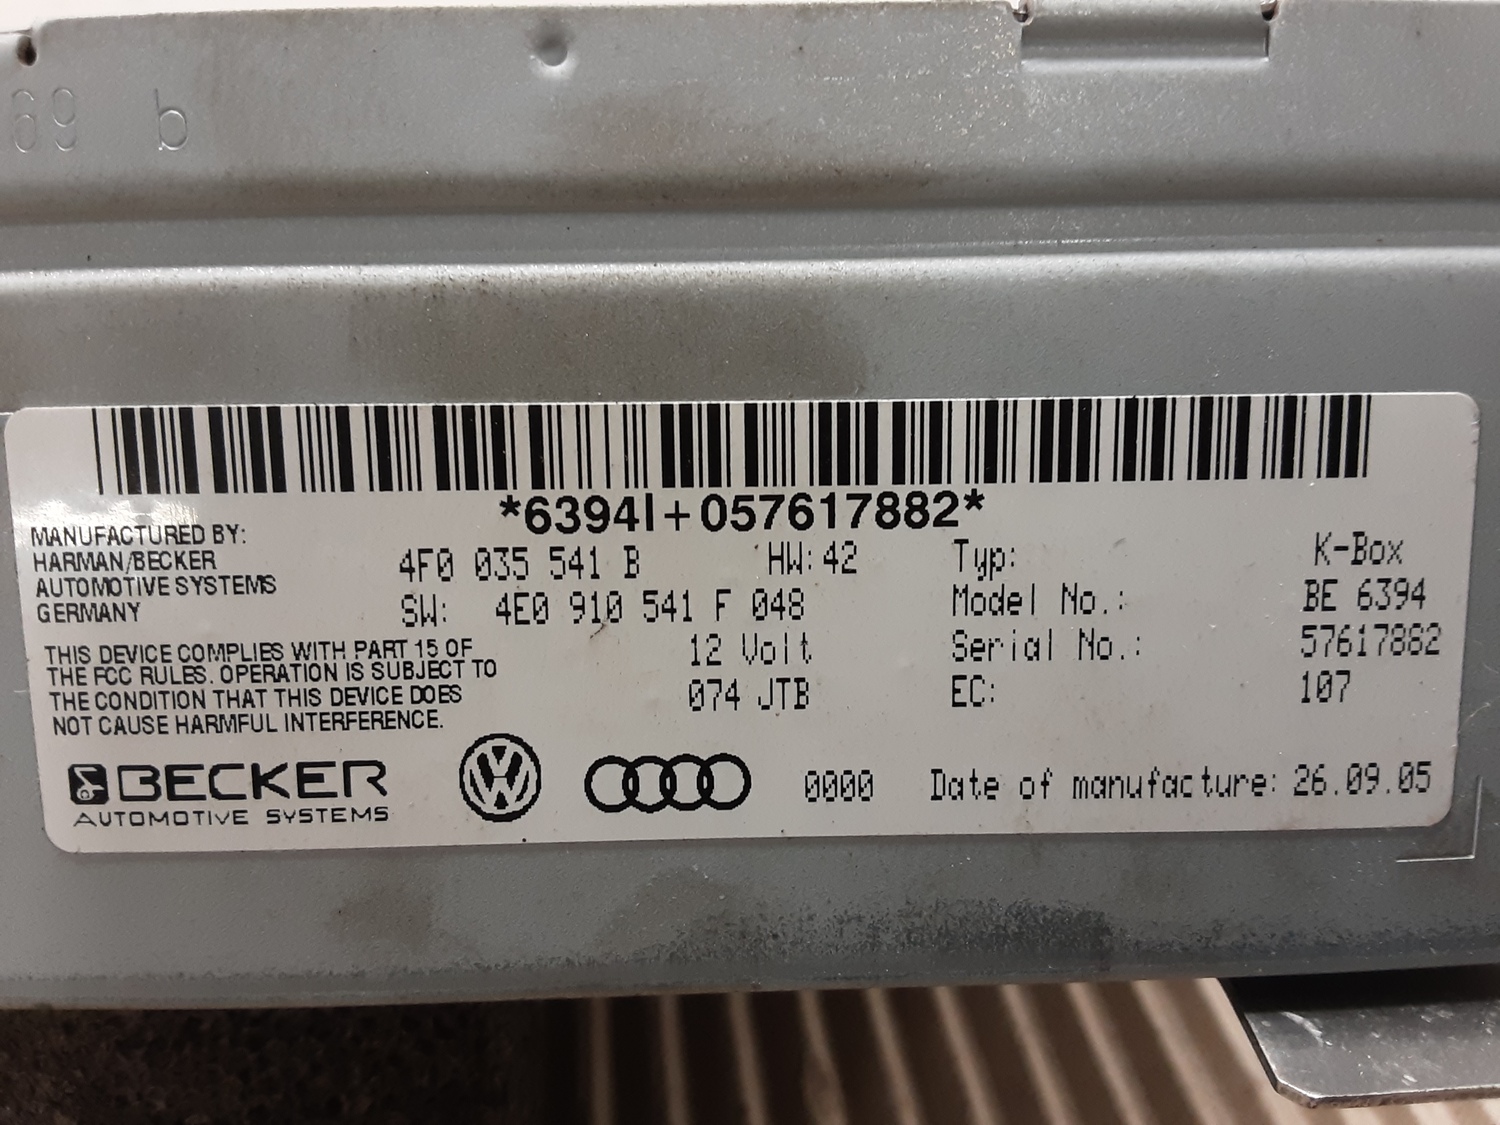 69 b
*6394I+057617882*
MANUFACTURED BY:
HARMAN/BECKER
AUTOMOTIVE SYSTEMS
GERMANY
4F0 035 541 B HW:42
SW: 4E0 910 541 F 048
12 Volt
074 JTB
Typ: K-Box
Model No.: BE 6394
Serial No.: 57617882
EC: 107
THIS DEVICE COMPLIES WITH PART 15 OF
THE FCC RULES. OPERATION IS SUBJECT TO
THE CONDITION THAT THIS DEVICE DOES
NOT CAUSE HARMFUL INTERFERENCE.
BECKER
AUTOMOTIVE SYSTEMS
VW
0000 Date of manufacture: 26.09.05